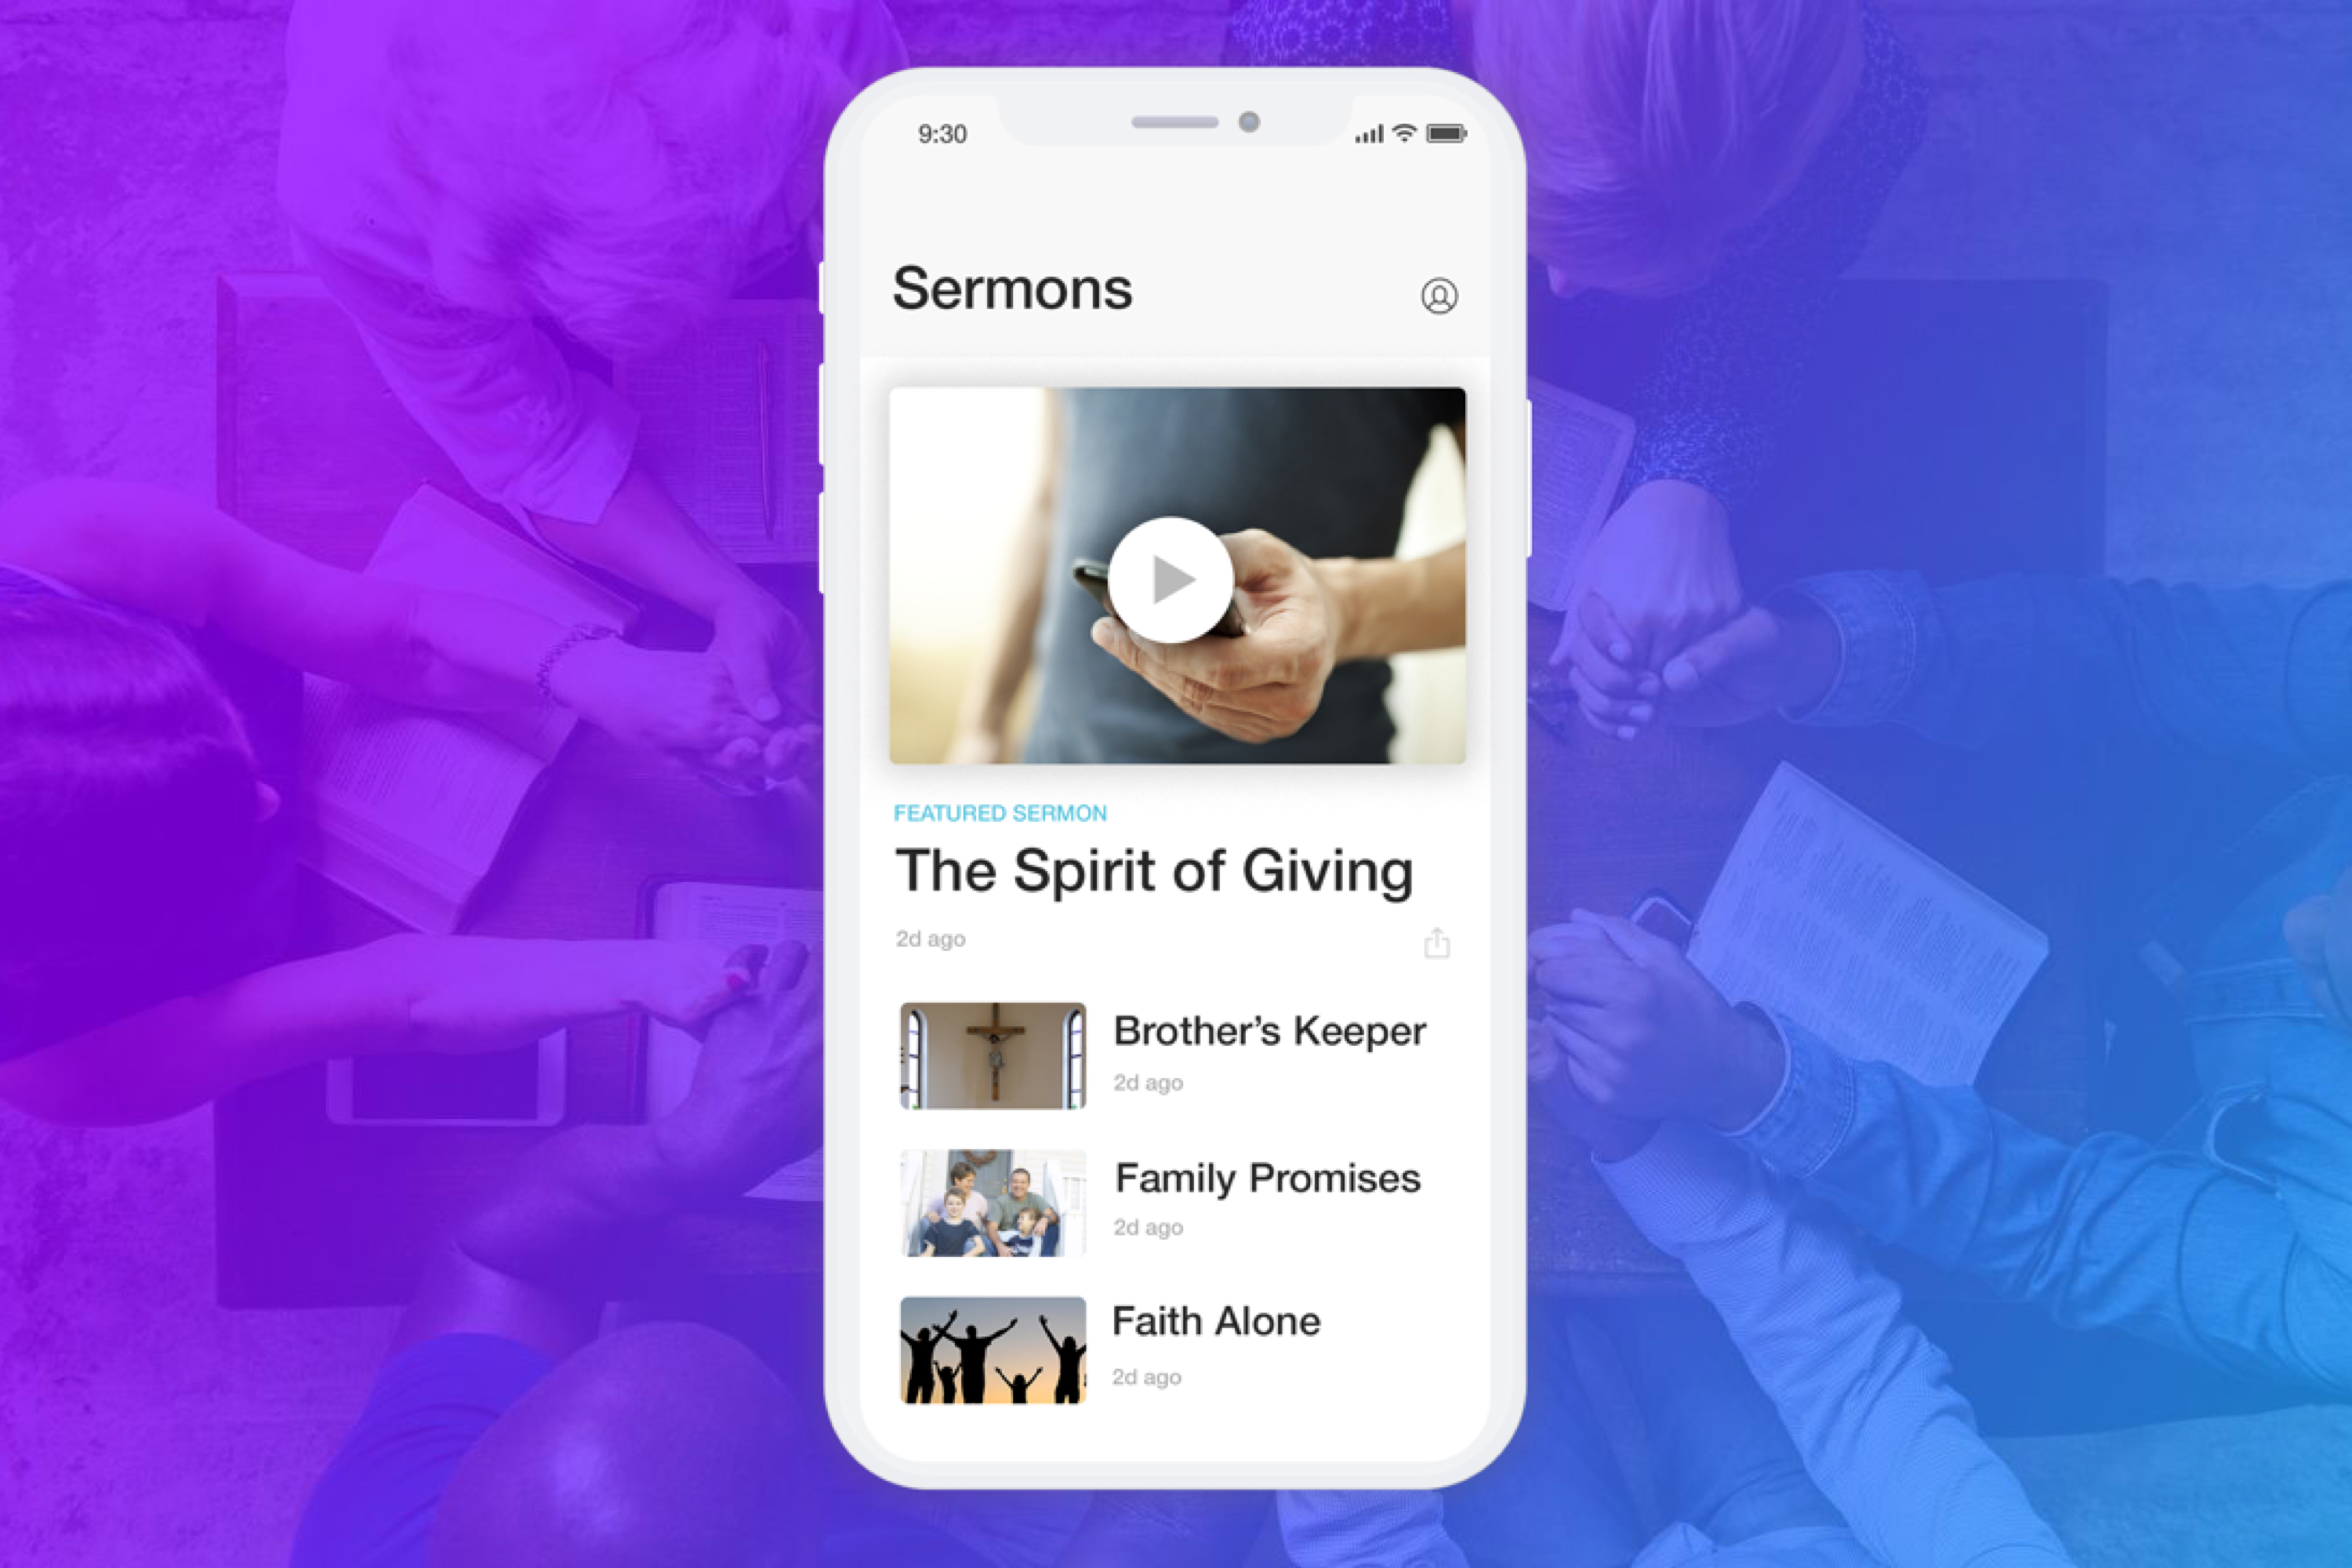 9:30
Sermons
FEATURED SERMON
The Spirit of Giving
2d ago
Brother’s Keeper
2d ago
Family Promises
2d ago
Faith Alone
2d ago